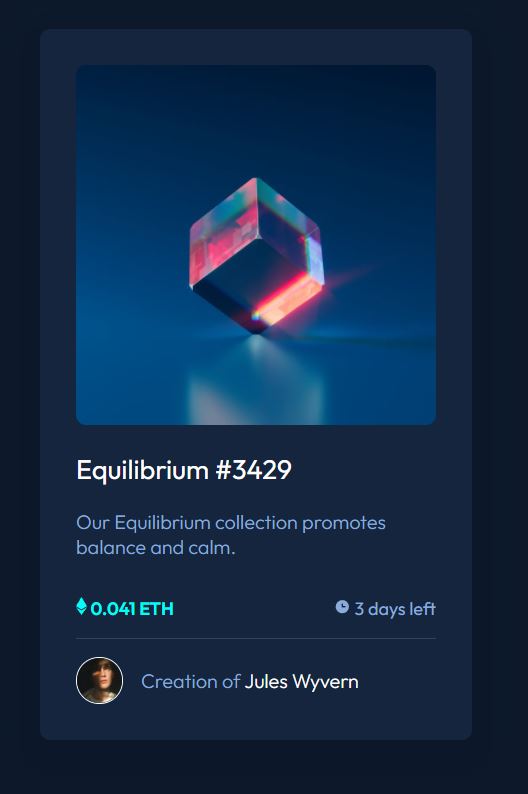 Equilibrium #3429
Our Equilibrium collection promotes
balance and calm.
0.041 ETH
3 days left
Creation of Jules Wyvern